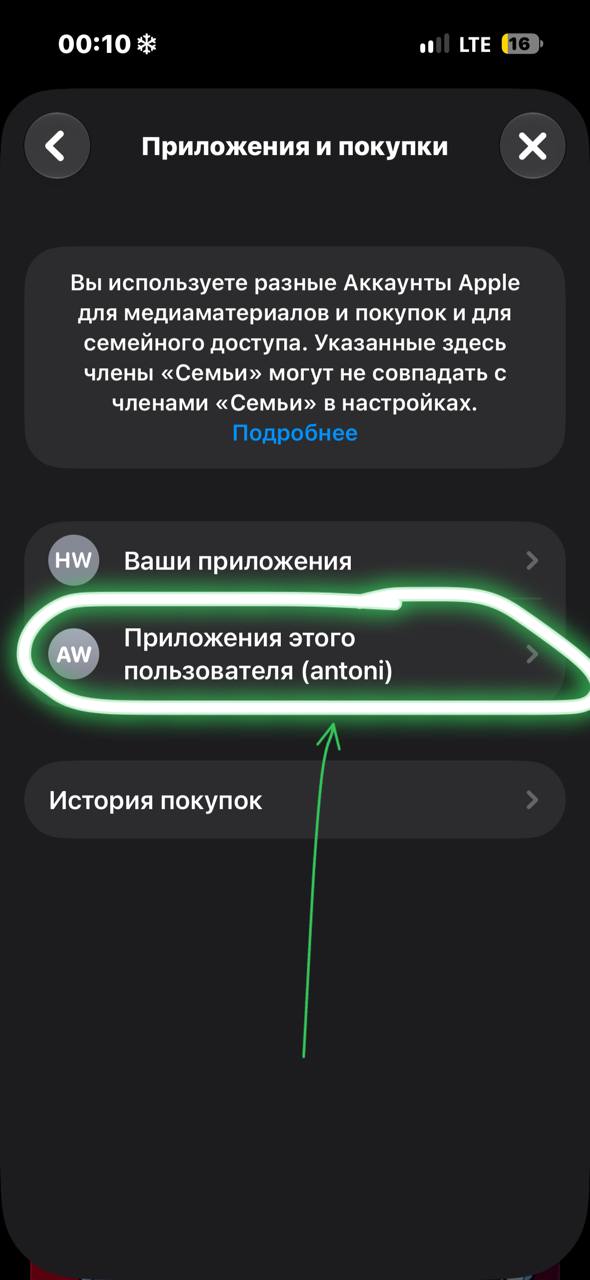 00:10 LTE 16
Приложения и покупки
Вы используете разные Аккаунты Apple
для медиаматериалов и покупок и для
семейного доступа. Указанные здесь
члены «Семьи» могут не совпадать с
членами «Семьи» в настройках.
Подробнее
HW Ваши приложения
AW Приложения этого
пользователя (antoni)
История покупок